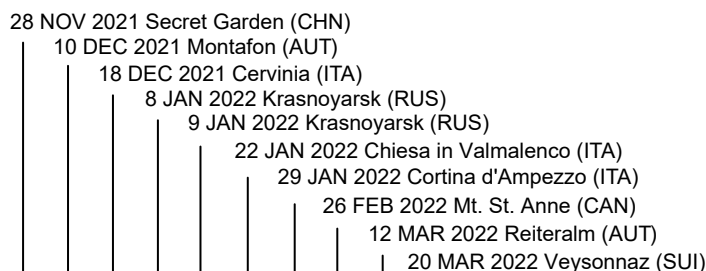 28 NOV 2021 Secret Garden (CHN)
10 DEC 2021 Montafon (AUT)
18 DEC 2021 Cervinia (ITA)
8 JAN 2022 Krasnoyarsk (RUS)
9 JAN 2022 Krasnoyarsk (RUS)
22 JAN 2022 Chiesa in Valmalenco (ITA)
29 JAN 2022 Cortina d'Ampezzo (ITA)
26 FEB 2022 Mt. St. Anne (CAN)
12 MAR 2022 Reiteralm (AUT)
20 MAR 2022 Veysonnaz (SUI)